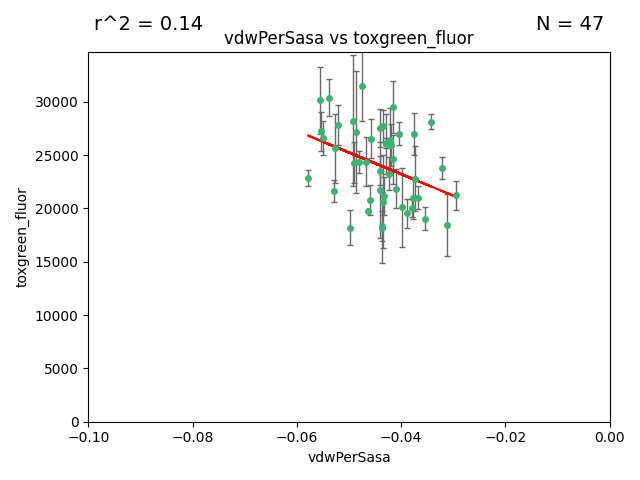 r^2 = 0.14
N = 47
vdwPerSasa vs toxgreen_fluor
30000
25000
20000
15000
10000
5000
0
toxgreen_fluor
−0.10
−0.08
−0.06
−0.04
−0.02
0.00
vdwPerSasa